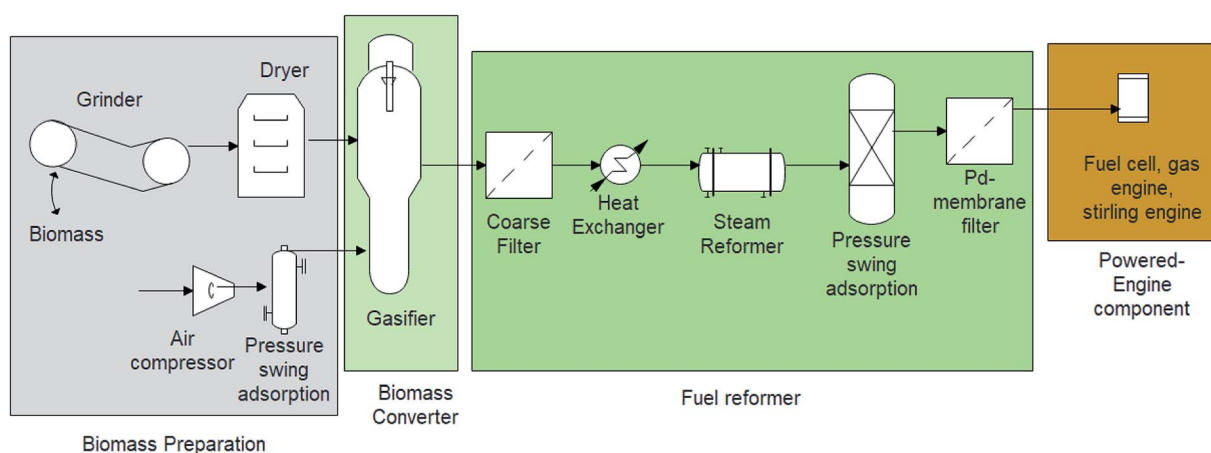 Grinder
Dryer
Biomass
Air
compressor
Pressure
swing
adsorption
Biomass Preparation
Gasifier
Biomass
Converter
Coarse
Filter
Heat
Exchanger
Steam
Reformer
Pressure
swing
adsorption
Pd-
membrane
filter
Fuel reformer
Fuel cell, gas
engine,
stirling engine
Powered-
Engine
component